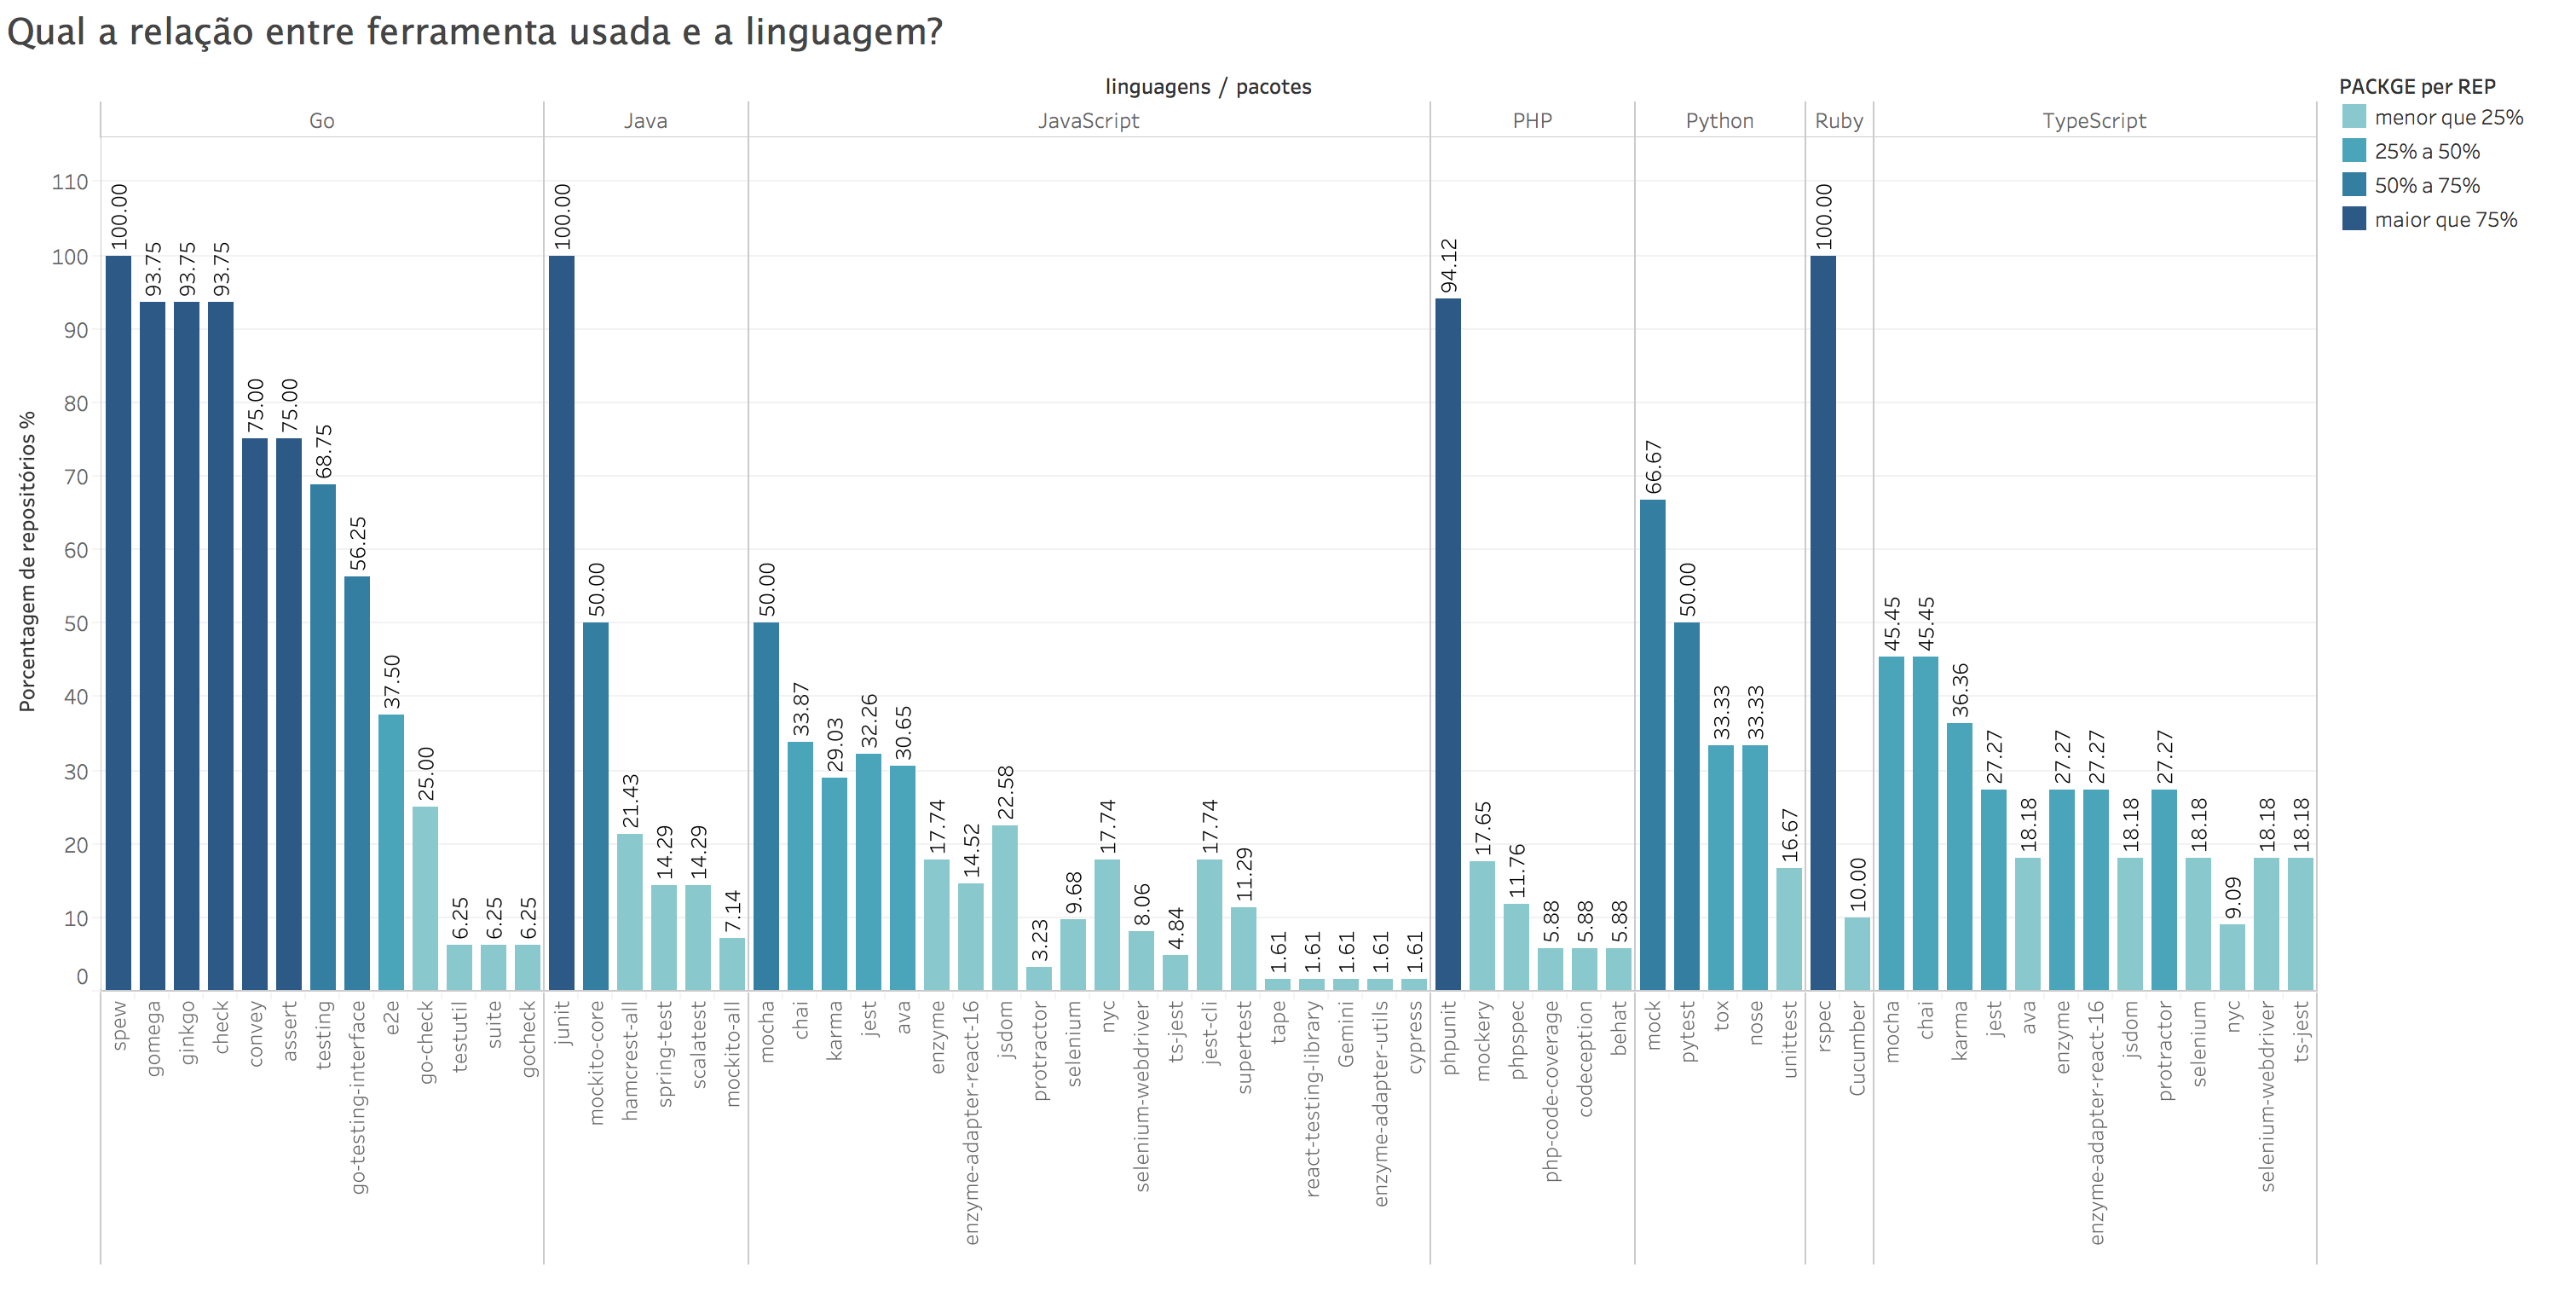 Qual a relação entre ferramenta usada e a linguagem?
linguagens / pacotes
PACKGE per REP
menor que 25%
25% a 50%
50% a 75%
maior que 75%
Go
Java
JavaScript
PHP
Python
Ruby
TypeScript
Porcentagem de repositórios %
110
100
90
80
70
60
50
40
30
20
10
0
100.00
93.75
93.75
93.75
75.00
75.00
68.75
56.25
37.50
25.00
6.25
6.25
6.25
100.00
50.00
21.43
14.29
14.29
7.14
50.00
33.87
29.03
32.26
30.65
17.74
14.52
22.58
3.23
9.68
17.74
8.06
4.84
17.74
11.29
1.61
1.61
1.61
1.61
1.61
94.12
17.65
11.76
5.88
5.88
5.88
66.67
50.00
33.33
33.33
16.67
100.00
10.00
45.45
45.45
36.36
27.27
18.18
27.27
27.27
18.18
27.27
18.18
9.09
18.18
18.18
spew
gomega
ginkgo
check
convey
assert
testing
go-testing-interface
e2e
go-check
testutil
suite
gocheck
junit
mockito-core
hamcrest-all
spring-test
scalatest
mockito-all
mocha
chai
karma
jest
ava
enzyme
enzyme-adapter-react-16
jsdom
protractor
selenium
nyc
selenium-webdriver
ts-jest
jest-cli
supertest
tape
react-testing-library
Gemini
enzyme-adapter-utils
cypress
phpunit
mockery
phpspec
php-code-coverage
codeception
behat
mock
pytest
tox
nose
unittest
rspec
Cucumber
mocha
chai
karma
jest
ava
enzyme
enzyme-adapter-react-16
jsdom
protractor
selenium
nyc
selenium-webdriver
ts-jest